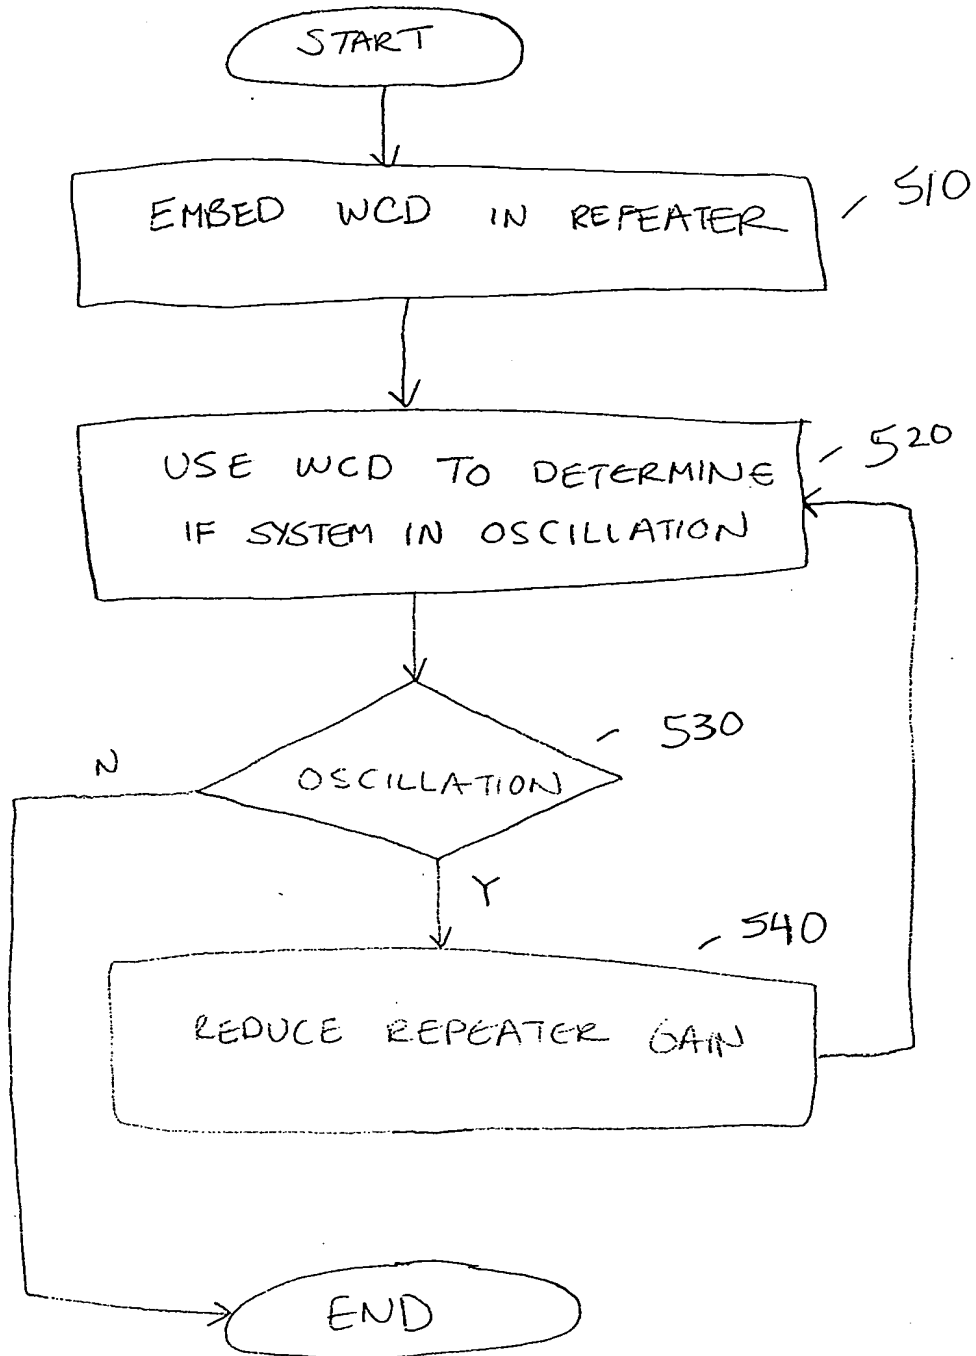 START
EMBED WCD IN REPEATER
510
USE WCD TO DETERMINE
IF SYSTEM IN OSCILLATION
520
OSCILLATION
530
N
Y
540
REDUCE REPEATER GAIN
END